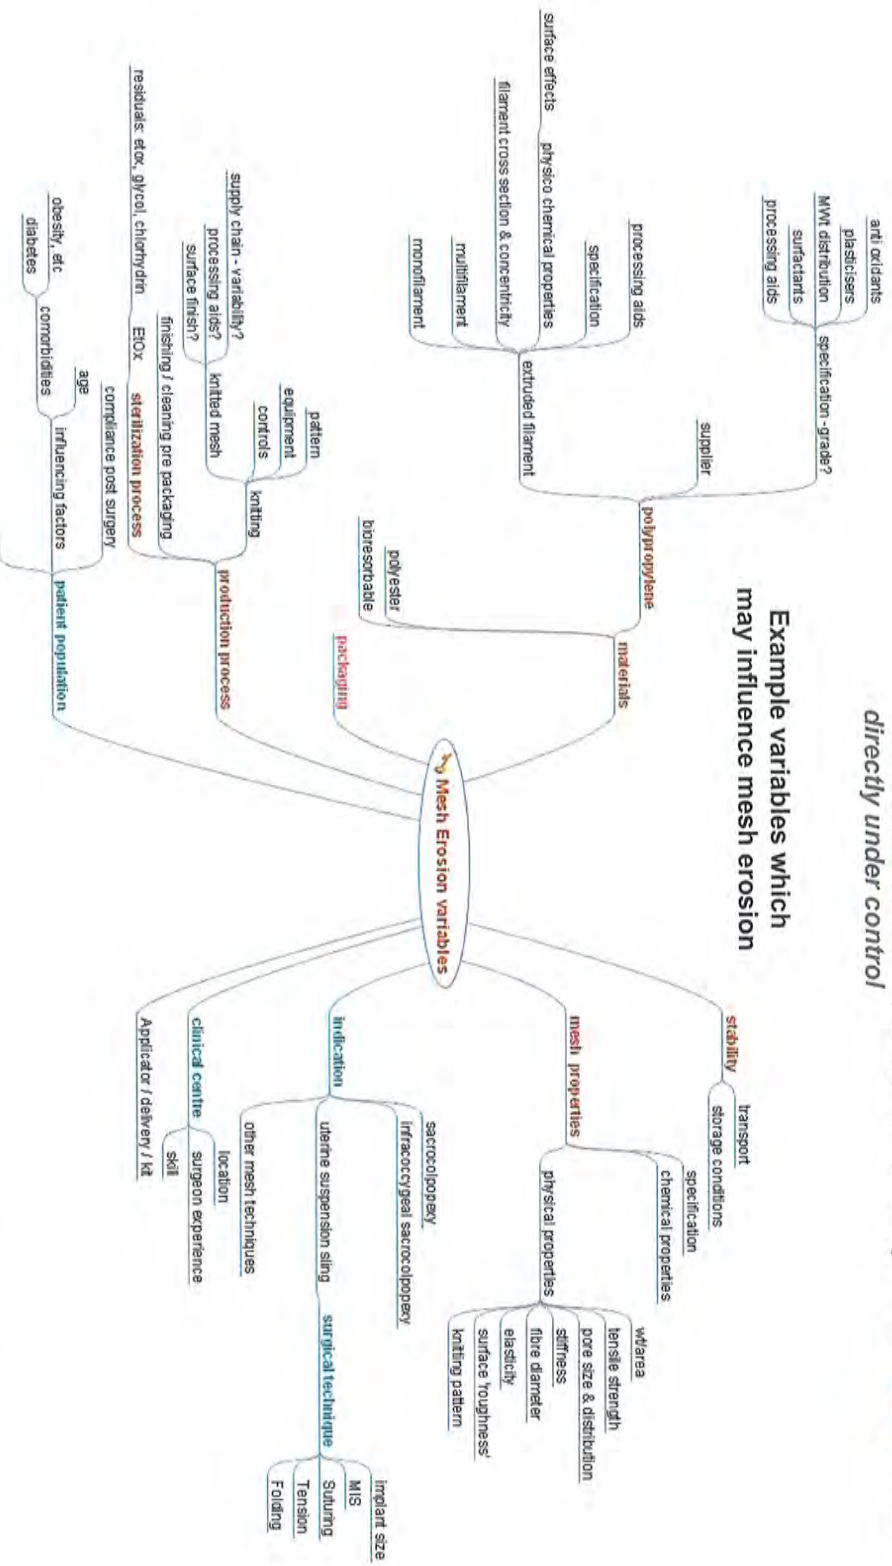 directly under control
Example variables which
may influence mesh erosion
Mesh Erosion variables
materials
polypropylene
supplier
specification -grade?
anti oxidants
plasticisers
MWt distribution
surfactants
processing aids
extruded filament
processing aids
specification
physico chemical properties
surface effects
filament cross section & concentricity
multifilament
monofilament
polyester
bioresorbable
packaging
production process
knitting
pattern
equipment
controls
knitted mesh
supply chain - variability?
processing aids?
surface finish?
finishing / cleaning pre packaging
sterilization process
EtOx
residuals: etox, glycol, chlorhydrin
patient population
compliance post surgery
influencing factors
age
comorbidities
obesity, etc
diabetes
stability
transport
storage conditions
mesh properties
specification
chemical properties
physical properties
wt/area
tensile strength
pore size & distribution
stiffness
fibre diameter
elasticity
surface 'roughness'
knitting pattern
indication
sacrocolpopexy
infracoccygeal sacrocolpopexy
uterine suspension sling
surgical technique
implant size
MIS
Suturing
Tension
Folding
other mesh techniques
clinical centre
location
surgeon experience
skill
Applicator / delivery / kit